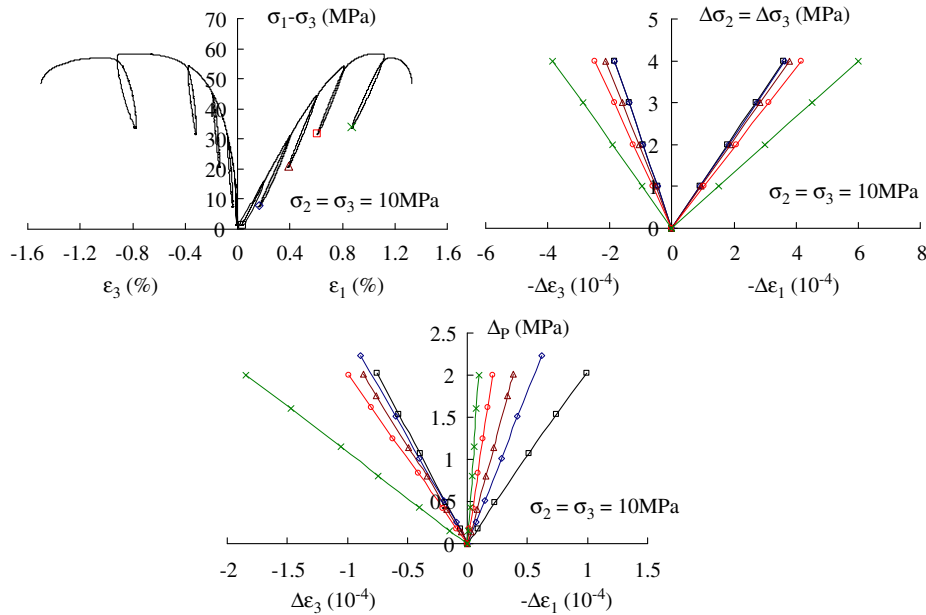 σ1-σ3 (MPa)
70
60
50
40
30
20
10
0
σ2 = σ3 = 10MPa
-1.6 -1.2 -0.8 -0.4 0 0.4 0.8 1.2 1.6
ε3 (%) ε1 (%)
Δσ2 = Δσ3 (MPa)
5
4
3
2
1
0
σ2 = σ3 = 10MPa
-6 -4 -2 0 2 4 6 8
-Δε3 (10-4) -Δε1 (10-4)
ΔP (MPa)
2.5
2
1.5
1
0.5
0
σ2 = σ3 = 10MPa
-2 -1.5 -1 -0.5 0 0.5 1 1.5
Δε3 (10-4) -Δε1 (10-4)